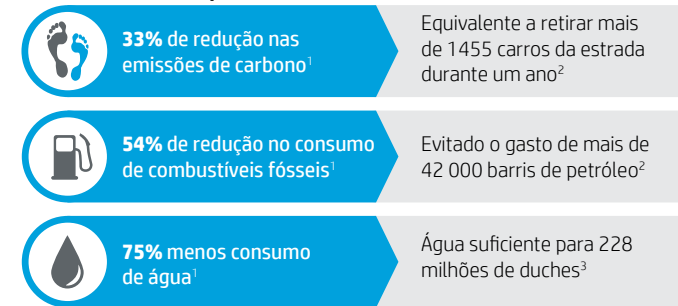 33% de redução nas
emissões de carbono¹
Equivalente a retirar mais
de 1455 carros da estrada
durante um ano²
54% de redução no consumo
de combustíveis fósseis¹
Evitado o gasto de mais de
42 000 barris de petróleo²
75% menos consumo
de água¹
Água suficiente para 228
milhões de duches³